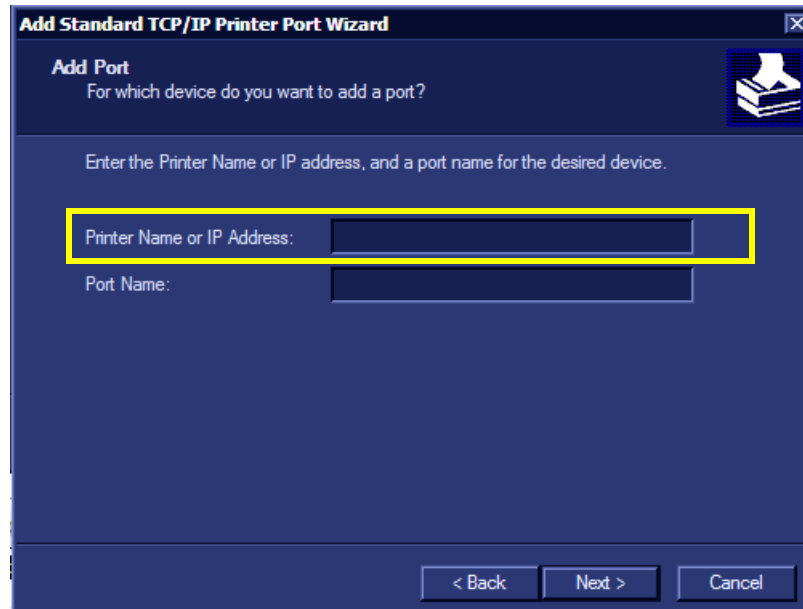 Add Standard TCP/IP Printer Port Wizard
Add Port
For which device do you want to add a port?
Enter the Printer Name or IP address, and a port name for the desired device.
Printer Name or IP Address:
Port Name:
< Back
Next >
Cancel